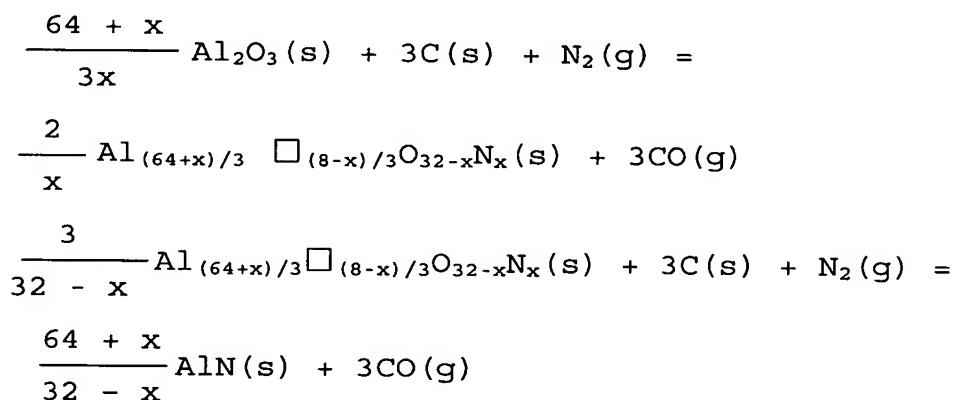 64 + x
3x
Al₂O₃(s) + 3C(s) + N₂(g) =
2
x
Al₍₆₄₊ₓ₎/₃ □₍₈₋ₓ₎/₃O₃₂₋ₓNₓ(s) + 3CO(g)
3
32 - x
Al₍₆₄₊ₓ₎/₃□₍₈₋ₓ₎/₃O₃₂₋ₓNₓ(s) + 3C(s) + N₂(g) =
64 + x
32 - x
AlN(s) + 3CO(g)